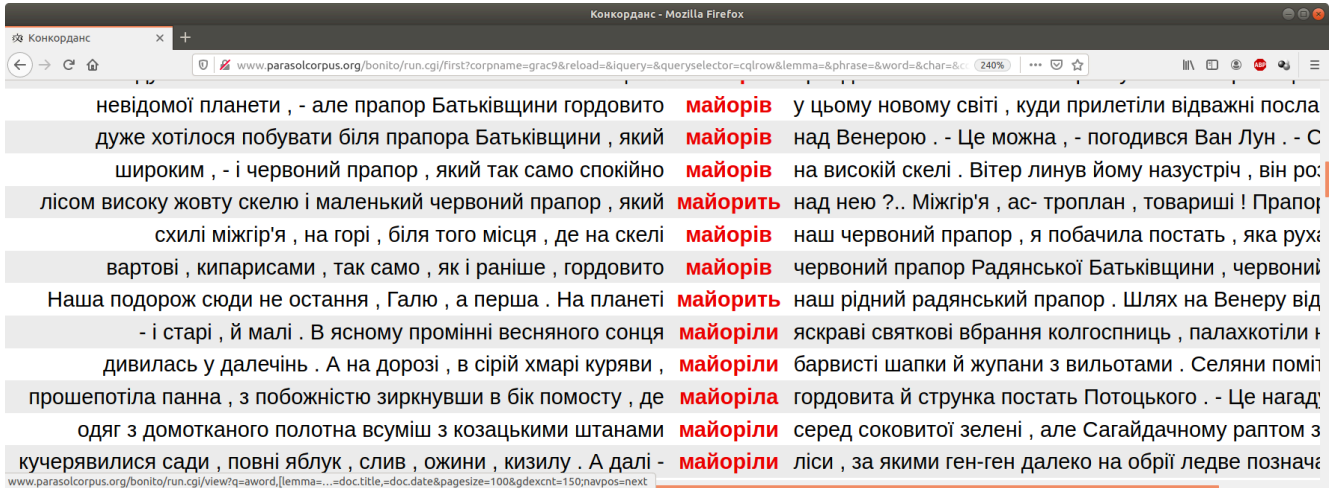 Конкорданс - Mozilla Firefox
Конкорданс
www.parasolcorpus.org/bonito/run.cgi/first?corpname=grac9&reload=&iquery=&queryselector=cqlrow&lemma=&phrase=&word=&char=& 240%
невідомої планети , - але прапор Батьківщини гордовито майорів у цьому новому світі , куди прилетіли відважні посла
дуже хотілося побувати біля прапора Батьківщини , який майорів над Венерою . - Це можна , - погодився Ван Лун . - С
широким , - і червоний прапор , який так само спокійно майорів на високій скелі . Вітер линув йому назустріч , він роз
лісом високу жовту скелю і маленький червоний прапор , який майорить над нею ?.. Міжгір'я , ас- троплан , товариші ! Прапор
схилі міжгір'я , на горі , біля того місця , де на скелі майорів наш червоний прапор , я побачила постать , яка руха
вартові , кипарисами , так само , як і раніше , гордовито майорів червоний прапор Радянської Батьківщини , червоний
Наша подорож сюди не остання , Галю , а перша . На планеті майорить наш рідний радянський прапор . Шлях на Венеру від
- і старі , й малі . В ясному промінні весняного сонця майоріли яскраві святкові вбрання колгоспниць , палахкотіли
дивилась у далечінь . А на дорозі , в сірій хмарі куряви , майоріли барвисті шапки й жупани з вильотами . Селяни поміт
прошепотіла панна , з побожністю зиркнувши в бік помосту , де майоріла гордовита й струнка постать Потоцького . - Це нагад
одяг з домотканого полотна всуміш з козацькими штанами майоріли серед соковитої зелені , але Сагайдачному раптом з
кучерявилися сади , повні яблук , слив , ожини , кизилу . А далі - майоріли ліси , за якими ген-ген далеко на обрії ледве познача
www.parasolcorpus.org/bonito/run.cgi/view?q=aword,[lemma=...=doc.title,=doc.date&pagesize=100&gdexcnt=150;navpos=next